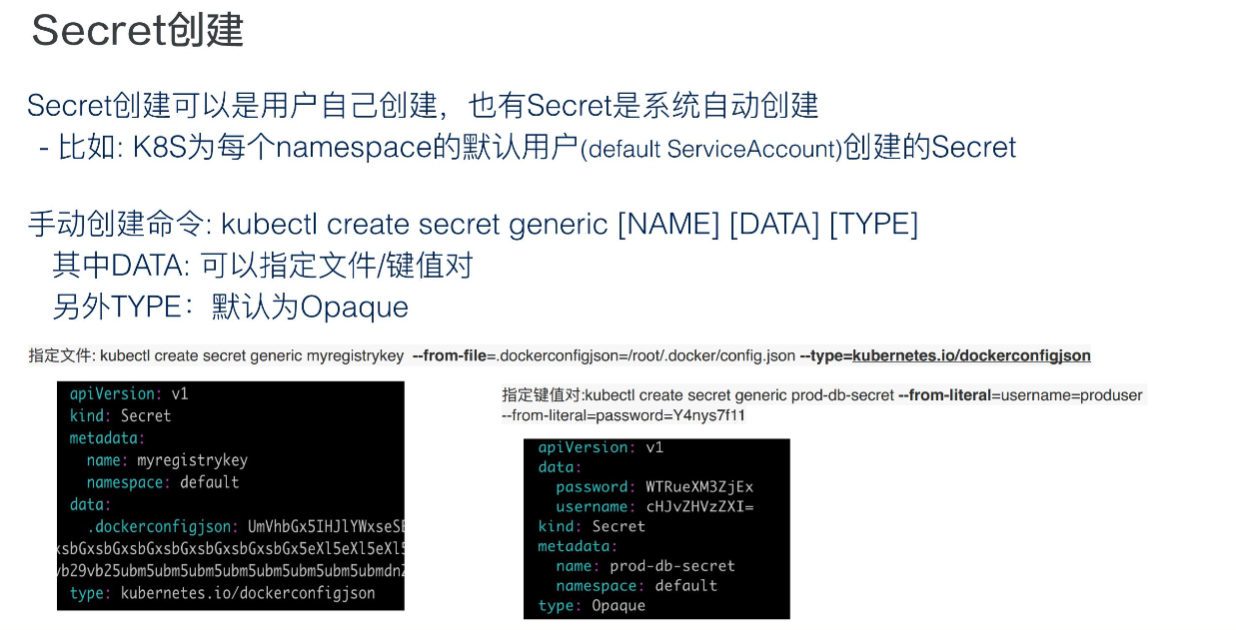 Secret创建
Secret创建可以是用户自己创建，也有Secret是系统自动创建
- 比如: K8S为每个namespace的默认用户(default ServiceAccount)创建的Secret
手动创建命令: kubectl create secret generic [NAME] [DATA] [TYPE]
其中DATA: 可以指定文件/键值对
另外TYPE：默认为Opaque
指定文件: kubectl create secret generic myregistrykey --from-file=.dockerconfigjson=/root/.docker/config.json --type=kubernetes.io/dockerconfigjson
apiVersion: v1
kind: Secret
metadata:
name: myregistrykey
namespace: default
data:
.dockerconfigjson: UmVhbGx5IHJlYWxseSB
xsbGxsbGxsbGxsbGxsbGxsbGxsbGx5eXl5eXl5eXl5
vb29vb25ubm5ubm5ubm5ubm5ubm5ubm5ubmdnZ
type: kubernetes.io/dockerconfigjson
指定键值对:kubectl create secret generic prod-db-secret --from-literal=username=produser
--from-literal=password=Y4nys7f11
apiVersion: v1
data:
password: WTRueXM3ZjEx
username: cHJvZHVzZXI=
kind: Secret
metadata:
name: prod-db-secret
namespace: default
type: Opaque